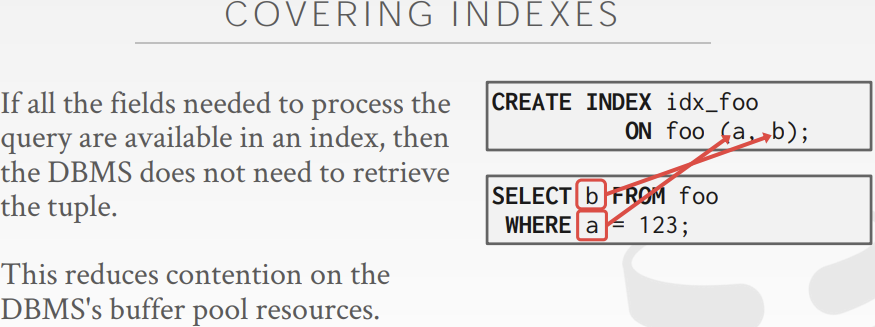 COVERING INDEXES
If all the fields needed to process the
query are available in an index, then
the DBMS does not need to retrieve
the tuple.
This reduces contention on the
DBMS's buffer pool resources.
CREATE INDEX idx_foo
ON foo (a, b);
SELECT b FROM foo
WHERE a = 123;